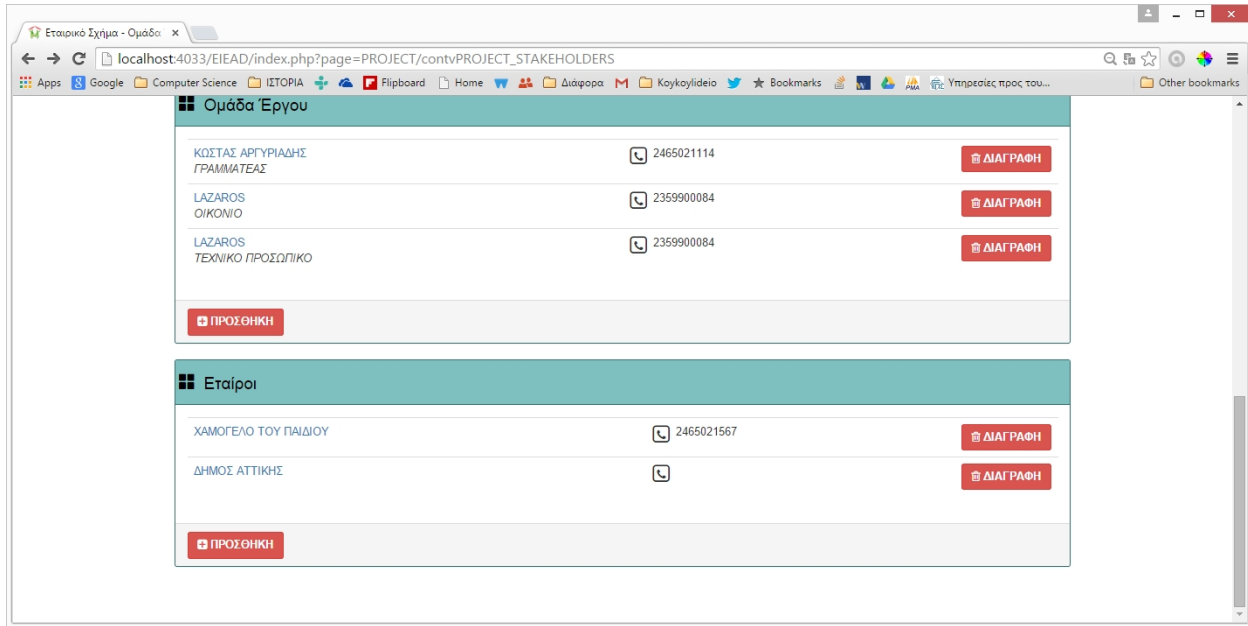 Εταιρικό Σχήμα - Ομάδα
localhost:4033/EIEAD/index.php?page=PROJECT/contvPROJECT_STAKEHOLDERS
Apps Google Computer Science ΙΣΤΟΡΙΑ Flipboard Home Διάφορα Koykoylideio Bookmarks Υπηρεσίες προς του... Other bookmarks
Ομάδα Έργου
ΚΩΣΤΑΣ ΑΡΓΥΡΙΑΔΗΣ 2465021114 ΔΙΑΓΡΑΦΗ
ΓΡΑΜΜΑΤΕΑΣ
LAZAROS 2359900084 ΔΙΑΓΡΑΦΗ
ΟΙΚΟΝΙΟ
LAZAROS 2359900084 ΔΙΑΓΡΑΦΗ
ΤΕΧΝΙΚΟ ΠΡΟΣΩΠΙΚΟ
ΠΡΟΣΘΗΚΗ
Εταίροι
ΧΑΜΟΓΕΛΟ ΤΟΥ ΠΑΙΔΙΟΥ 2465021567 ΔΙΑΓΡΑΦΗ
ΔΗΜΟΣ ΑΤΤΙΚΗΣ ΔΙΑΓΡΑΦΗ
ΠΡΟΣΘΗΚΗ